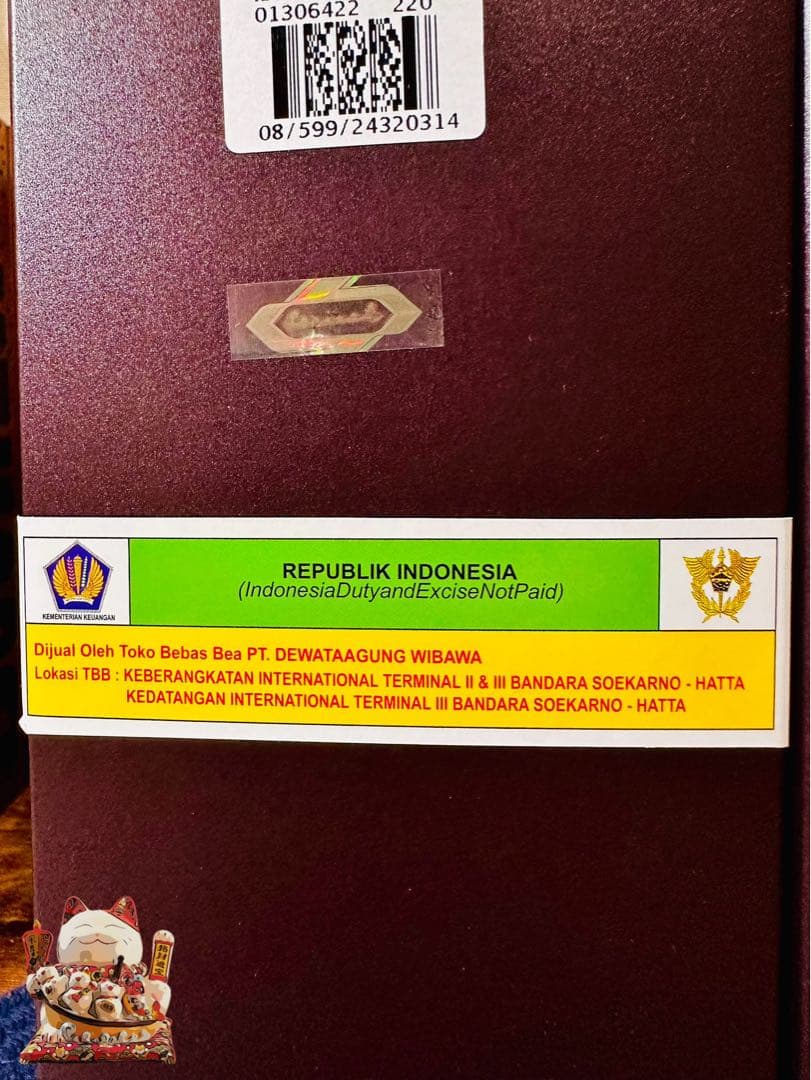 01306422 220
08/599/24320314
REPUBLIK INDONESIA
(IndonesiaDutyandExciseNotPaid)
KEMENTERIAN KEUANGAN
Dijual Oleh Toko Bebas Bea PT. DEWATAAGUNG WIBAWA
Lokasi TBB : KEBERANGKATAN INTERNATIONAL TERMINAL II & III BANDARA SOEKARNO - HATTA
KEDATANGAN INTERNATIONAL TERMINAL III BANDARA SOEKARNO - HATTA